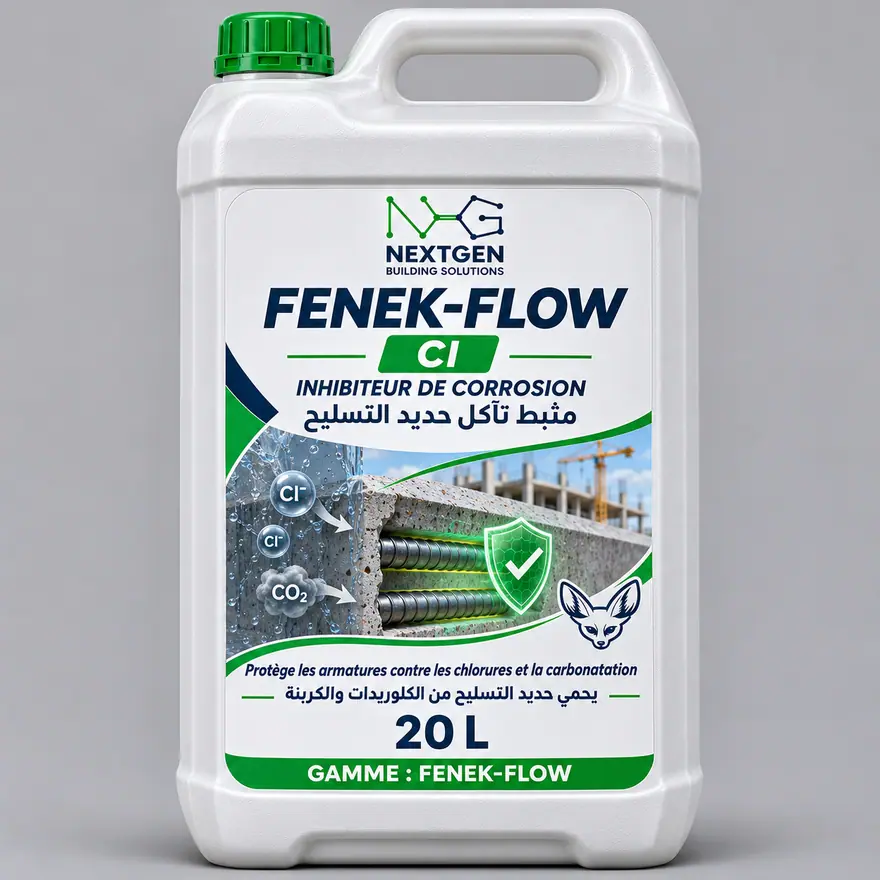 NEXTGEN
BUILDING SOLUTIONS
FENEK-FLOW
CI
INHIBITEUR DE CORROSION
مثبط تآكل حديد التسليح
Cl⁻
Cl⁻
CO₂
Protège les armatures contre les chlorures et la carbonatation
يحمي حديد التسليح من الكلوريدات والكربنة
20 L
GAMME : FENEK-FLOW